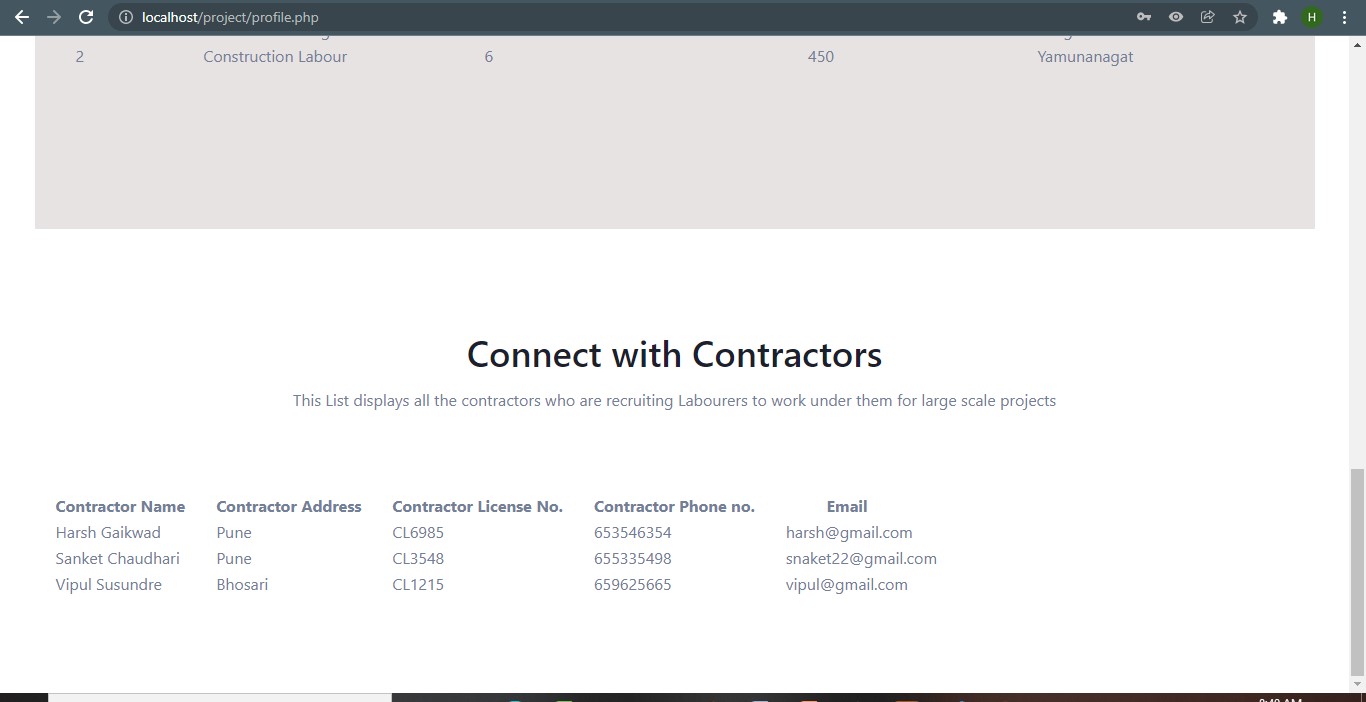 localhost/project/profile.php
H
2 Construction Labour 6 450 Yamunanagat
Connect with Contractors
This List displays all the contractors who are recruiting Labourers to work under them for large scale projects
Contractor Name Contractor Address Contractor License No. Contractor Phone no. Email
Harsh Gaikwad Pune CL6985 653546354 harsh@gmail.com
Sanket Chaudhari Pune CL3548 655335498 snaket22@gmail.com
Vipul Susundre Bhosari CL1215 659625665 vipul@gmail.com